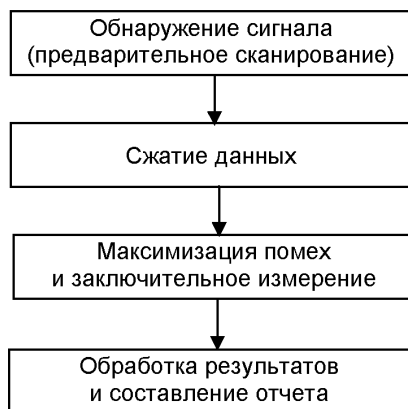 Обнаружение сигнала
(предварительное сканирование)
Сжатие данных
Максимизация помех
и заключительное измерение
Обработка результатов
и составление отчета